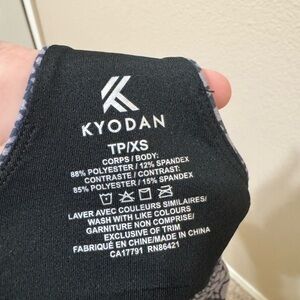 KYODAN
TP/XS
CORPS / BODY:
88% POLYESTER / 12% SPANDEX
CONTRASTE / CONTRAST:
85% POLYESTER / 15% SPANDEX
LAVER AVEC COULEURS SIMILAIRES/
WASH WITH LIKE COLOURS
GARNITURE NON COMPRISE/
EXCLUSIVE OF TRIM
FABRIQUÉ EN CHINE/MADE IN CHINA
CA17791 RN86421